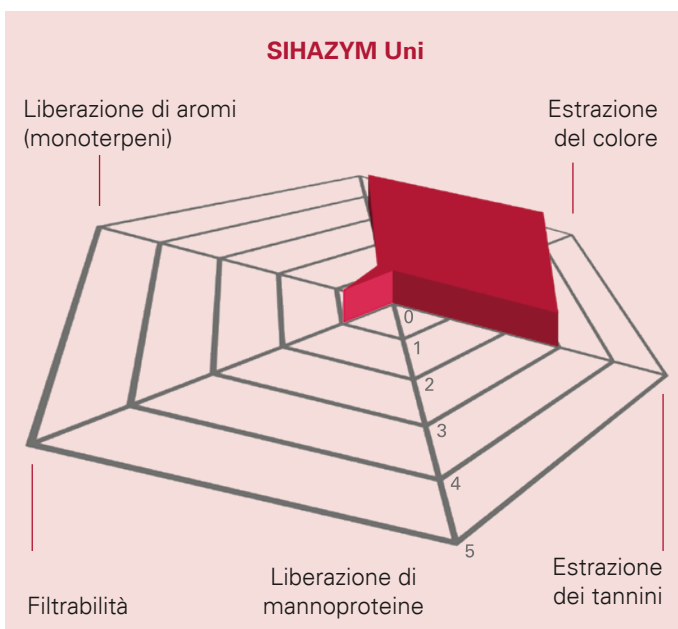 SIHAZYM Uni
Liberazione di aromi
(monoterpeni)
Estrazione
del colore
0
1
2
3
4
5
Filtrabilità
Liberazione di
mannoproteine
Estrazione
dei tannini